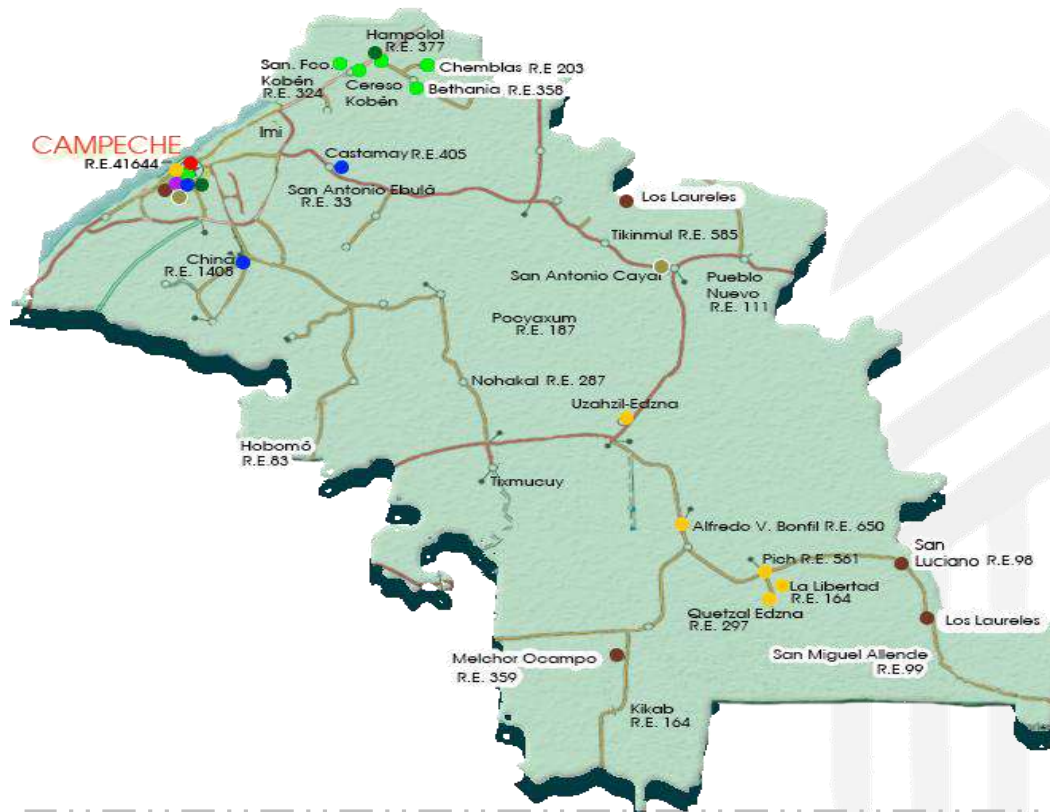 Hampolol
R.E. 377
San. Fco.
Kobén
R.E. 324
Cereso
Kobén
Chemblas R.E 203
Bethania R.E.358
Imi
CAMPECHE
R.E.41644
Castamay R.E.405
San Antonio Ebulá
R.E. 33
Los Laureles
Tikinmul R.E. 585
San Antonio Cayal
Pueblo
Nuevo
R.E. 111
Chiná
R.E. 1408
Pocyaxum
R.E. 187
Nohakal R.E. 287
Uzahzil-Edzna
Hobomó
R.E.83
Tixmucuy
Alfredo V. Bonfil R.E. 650
Pich R.E. 561
San
Luciano R.E.98
La Libertad
R.E. 164
Quetzal Edzna
R.E. 297
Los Laureles
San Miguel Allende
R.E.99
Melchor Ocampo
R.E. 359
Kikab
R.E. 164